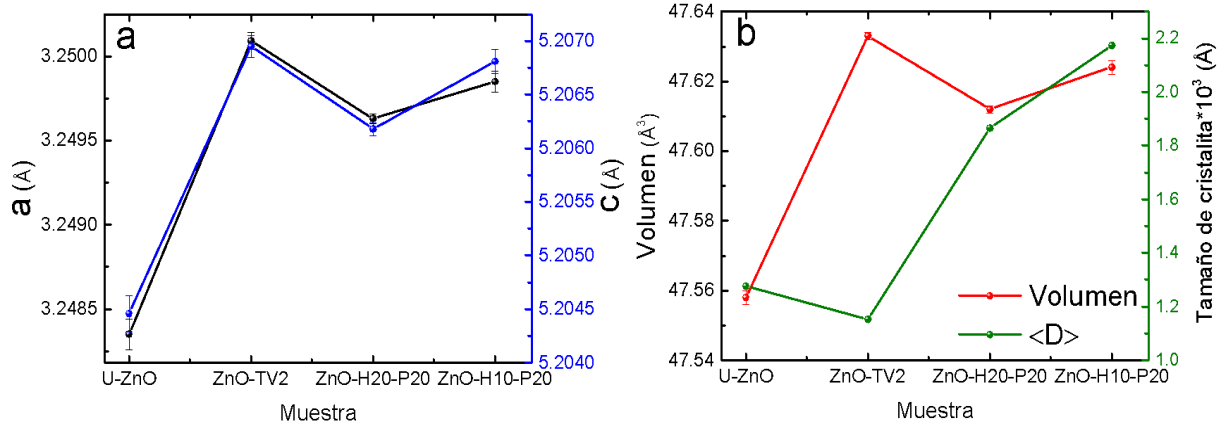 a
3.2500
3.2495
3.2490
3.2485
a (Å)
5.2070
5.2065
5.2060
5.2055
5.2050
5.2045
5.2040
C (Å)
U-ZnO
ZnO-TV2
ZnO-H20-P20
ZnO-H10-P20
Muestra
b
47.64
47.62
47.60
47.58
47.56
47.54
Volumen (Å³)
2.2
2.0
1.8
1.6
1.4
1.2
1.0
Tamaño de cristalita*10³ (Å)
Volumen
<D>
U-ZnO
ZnO-TV2
ZnO-H20-P20
ZnO-H10-P20
Muestra